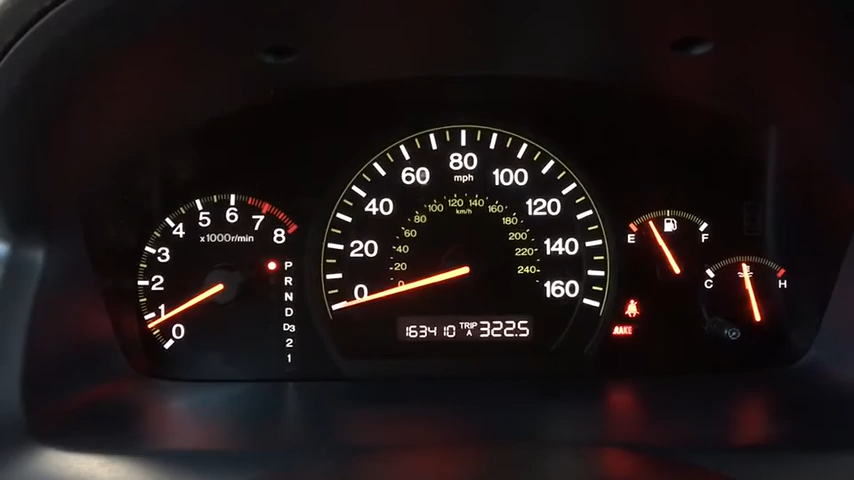 0 1 2 3 4 5 6 7 8
x1000r/min
P
R
N
D
D3
2
1
0 20 40 60 80 100 120 140 160
mph
0 20 40 60 80 100 120 140 160 180 200 220 240
km/h
163410 TRIP A 322.5
E F
C H